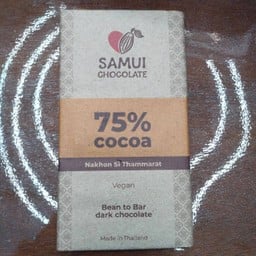 SAMUI
CHOCOLATE
75%
cocoa
Nakhon Si Thammarat
Vegan
Bean to Bar
dark chocolate
Made in Thailand